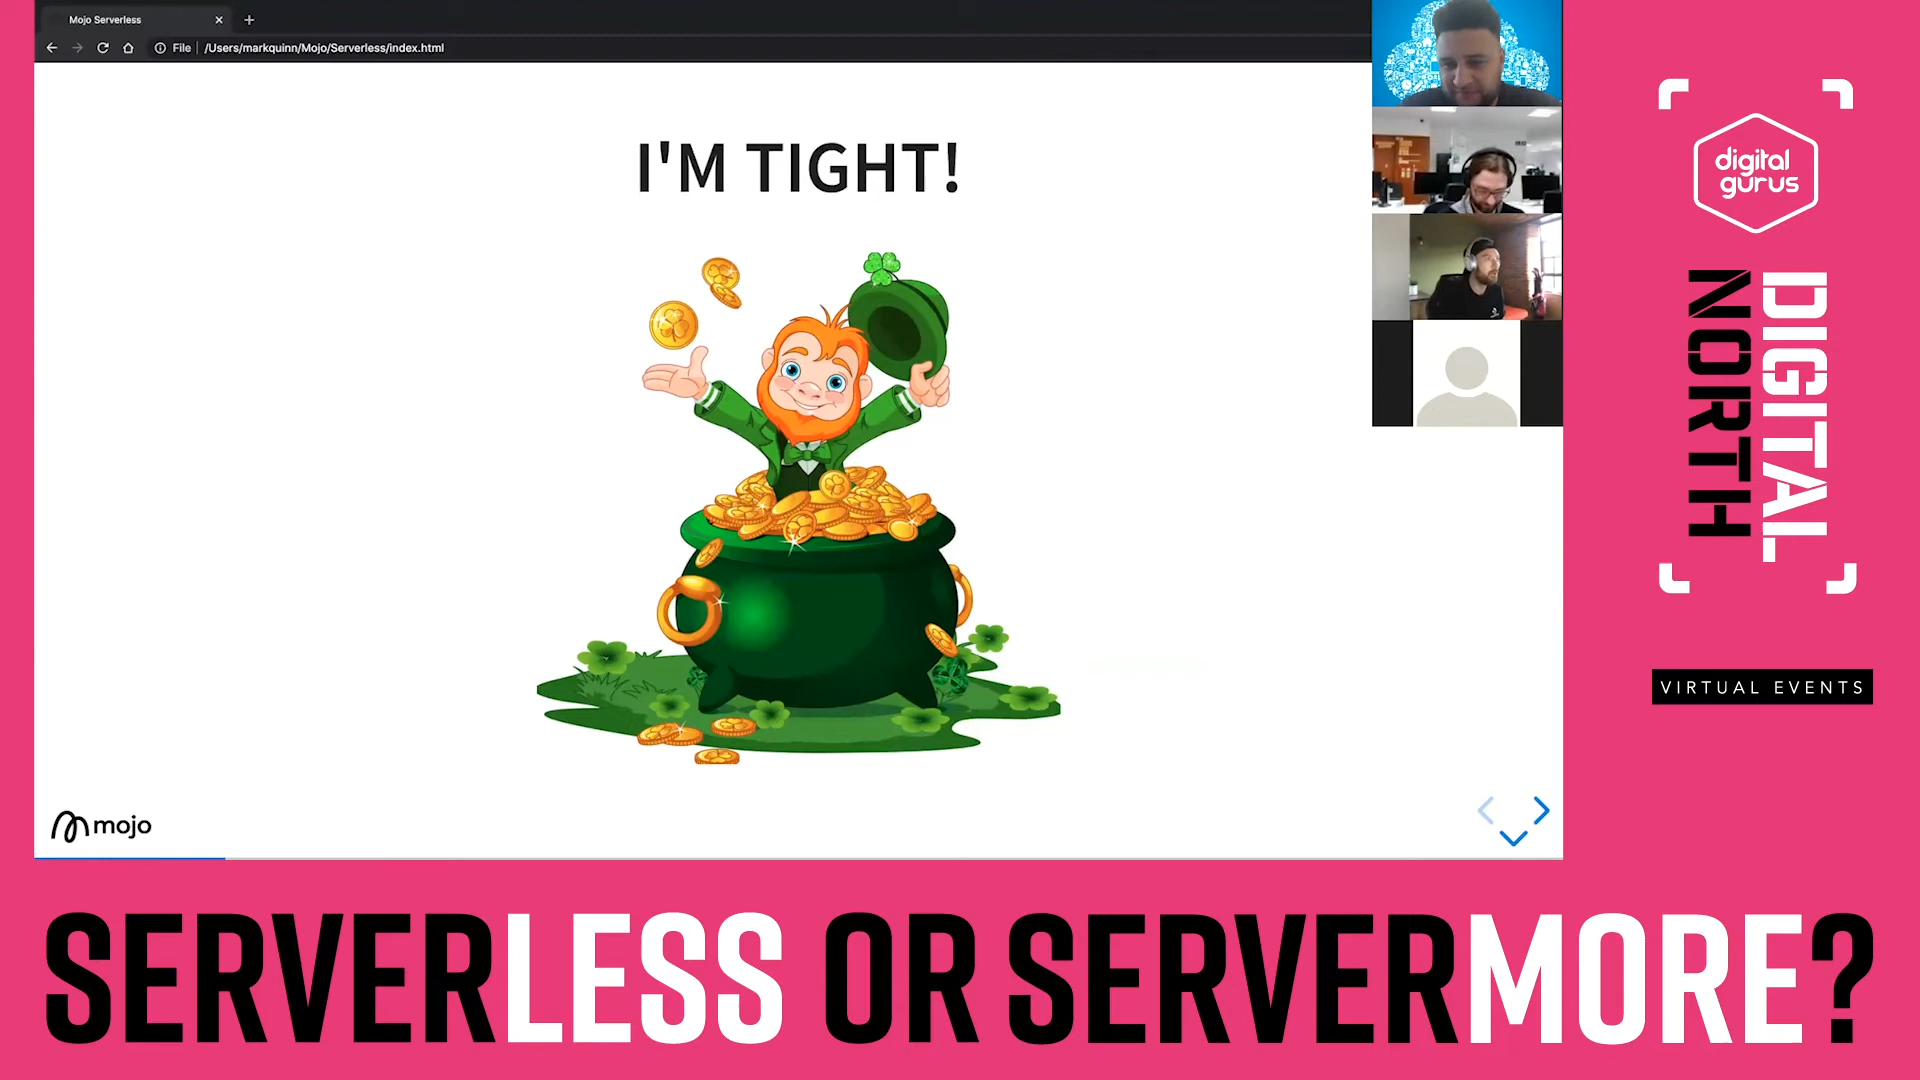 Mojo Serverless
File
/Users/markquinn/Mojo/Serverless/index.html
I'M TIGHT!
mojo
digital
gurus
DIGITAL
NORTH
VIRTUAL EVENTS
SERVERLESS OR SERVERMORE?